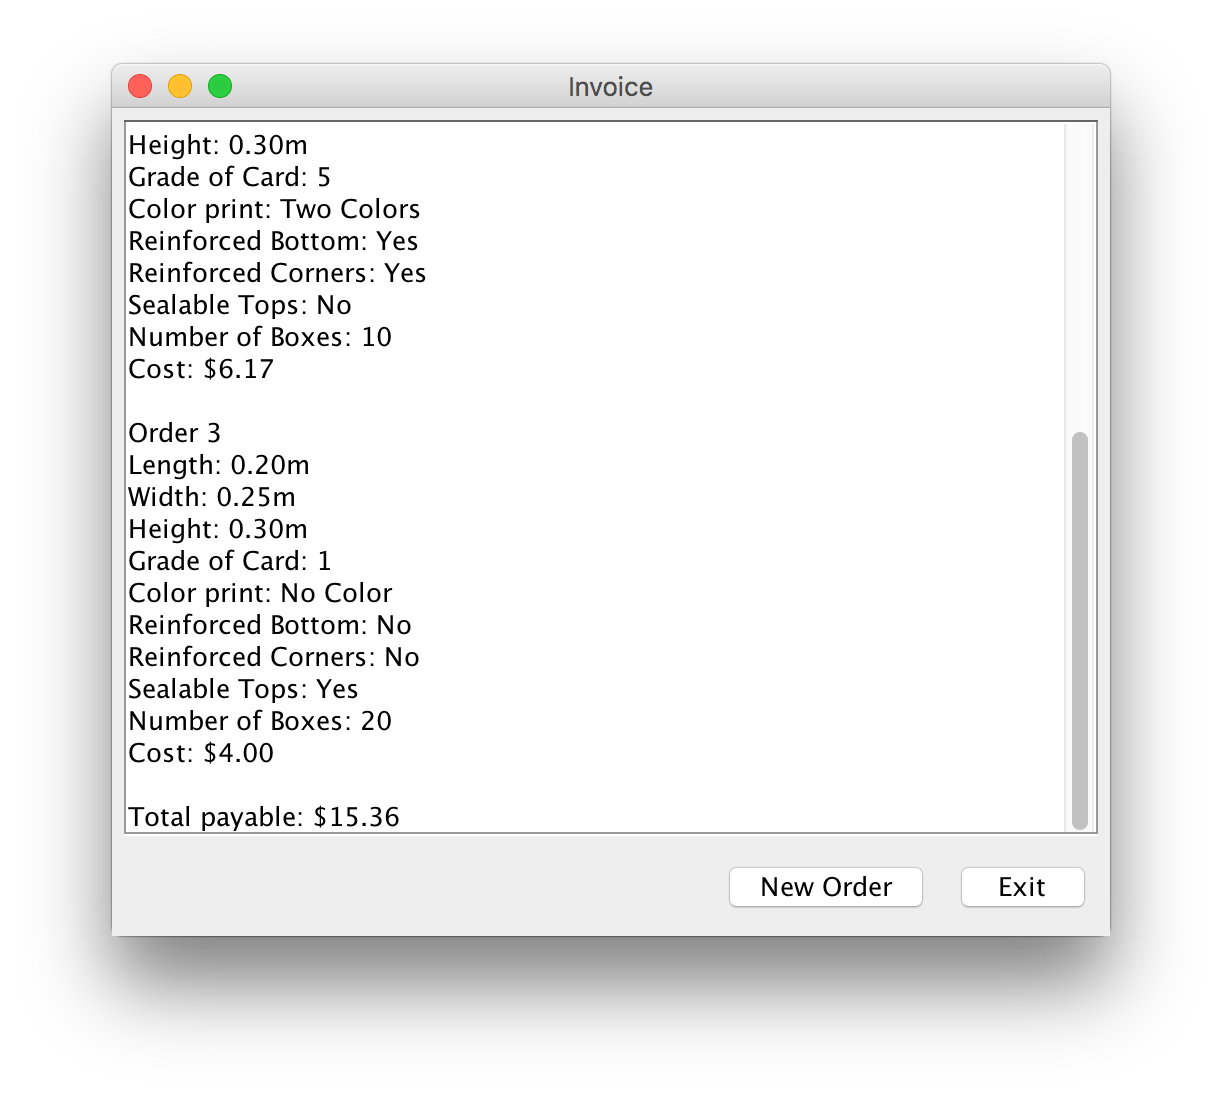 Invoice
Height: 0.30m
Grade of Card: 5
Color print: Two Colors
Reinforced Bottom: Yes
Reinforced Corners: Yes
Sealable Tops: No
Number of Boxes: 10
Cost: $6.17
Order 3
Length: 0.20m
Width: 0.25m
Height: 0.30m
Grade of Card: 1
Color print: No Color
Reinforced Bottom: No
Reinforced Corners: No
Sealable Tops: Yes
Number of Boxes: 20
Cost: $4.00
Total payable: $15.36
New Order
Exit